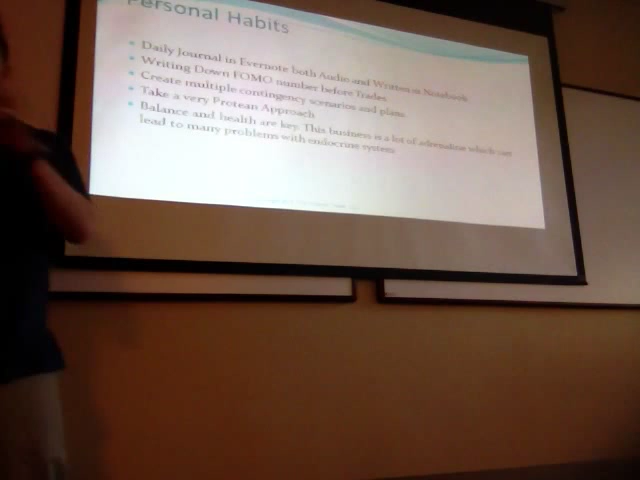 Personal Habits
Daily Journal in Evernote both Audio and Written in Notebook
Writing Down FOMO number before Trades
Create multiple contingency scenarios and plans
Take a very Protean Approach
Balance and health are key. This business is a lot of adrenaline which can
lead to many problems with endocrine system